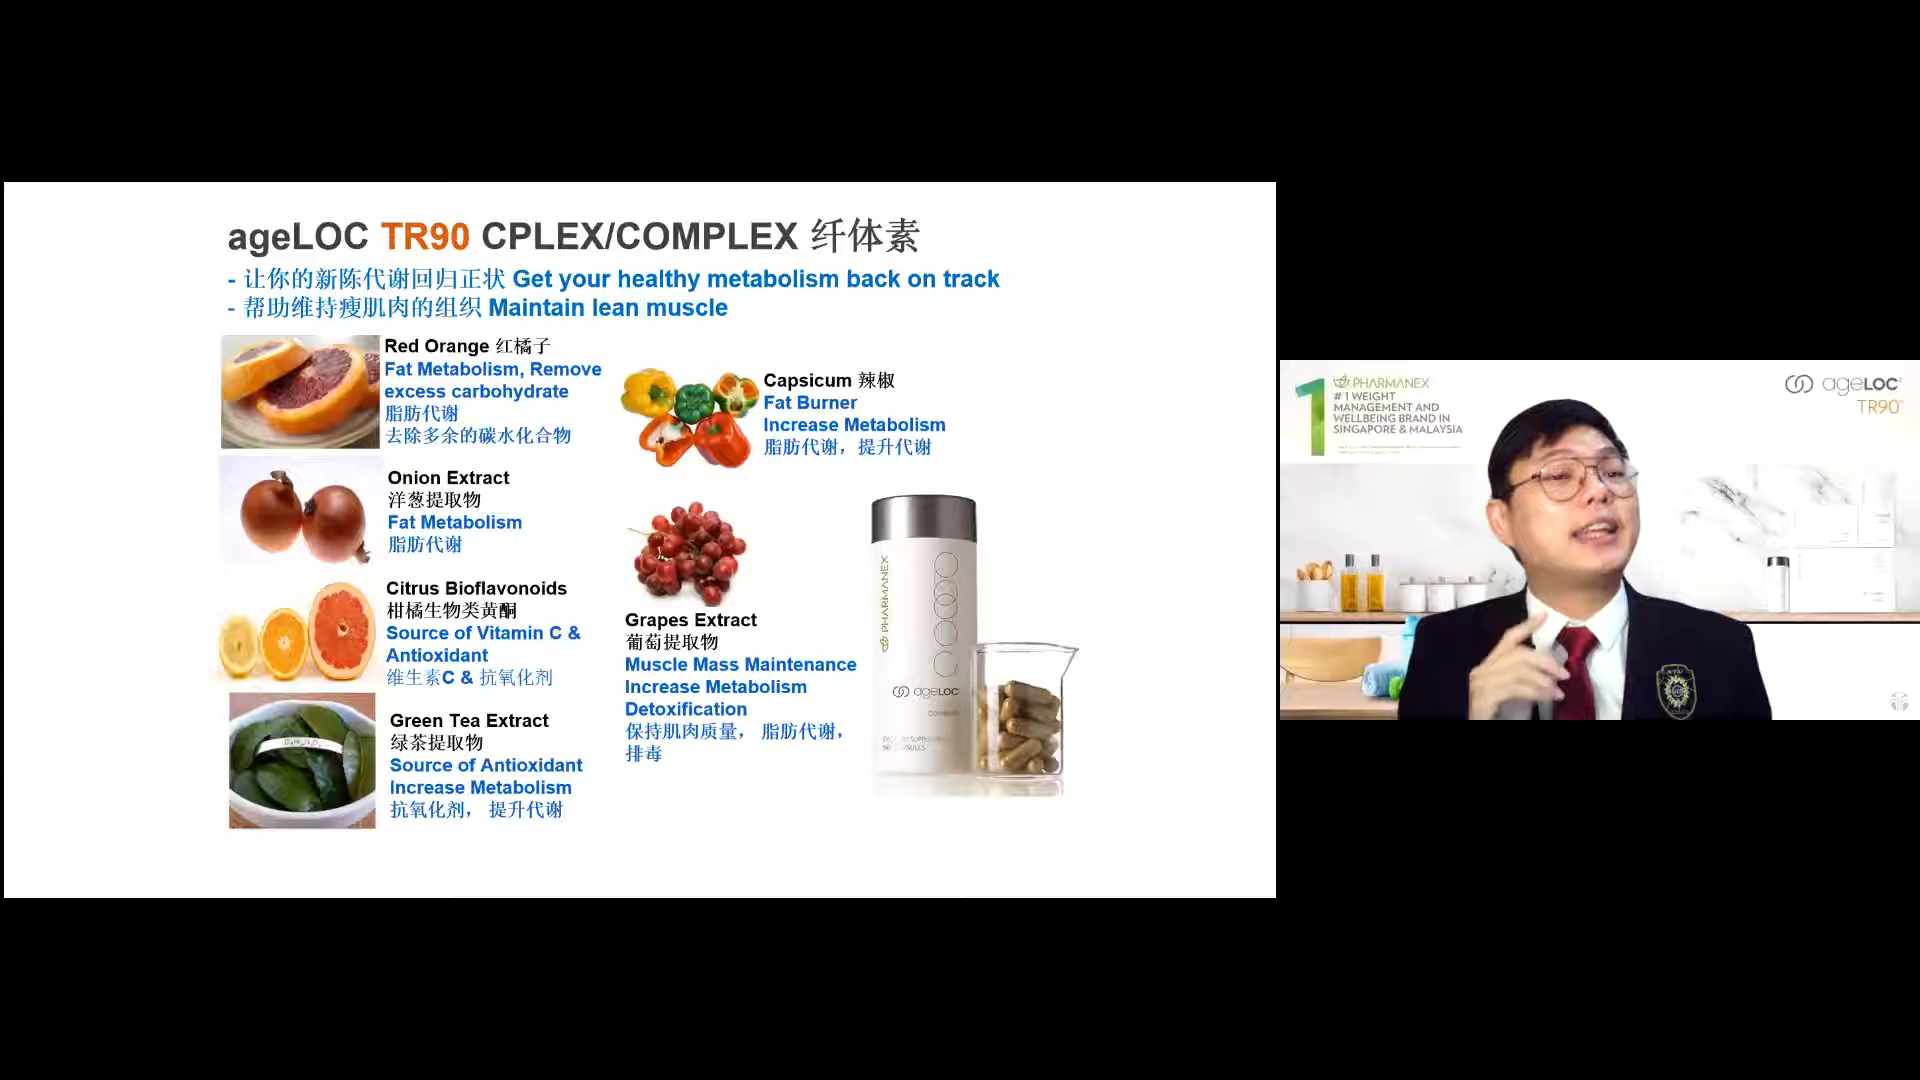 ageLOC TR90 CPLEX/COMPLEX 纤体素
- 让你的新陈代谢回归正状 Get your healthy metabolism back on track
- 帮助维持瘦肌肉的组织 Maintain lean muscle
Red Orange 红橘子
Fat Metabolism, Remove
excess carbohydrate
脂肪代谢
去除多余的碳水化合物
Onion Extract
洋葱提取物
Fat Metabolism
脂肪代谢
Citrus Bioflavonoids
柑橘生物类黄酮
Source of Vitamin C &
Antioxidant
维生素C & 抗氧化剂
Green Tea Extract
绿茶提取物
Source of Antioxidant
Increase Metabolism
抗氧化剂， 提升代谢
Capsicum 辣椒
Fat Burner
Increase Metabolism
脂肪代谢，提升代谢
Grapes Extract
葡萄提取物
Muscle Mass Maintenance
Increase Metabolism
Detoxification
保持肌肉质量， 脂肪代谢，
排毒
PHARMANEX
ageLOC
1
PHARMANEX
# 1 WEIGHT
MANAGEMENT AND
WELLBEING BRAND IN
SINGAPORE & MALAYSIA
ageLOC
TR90